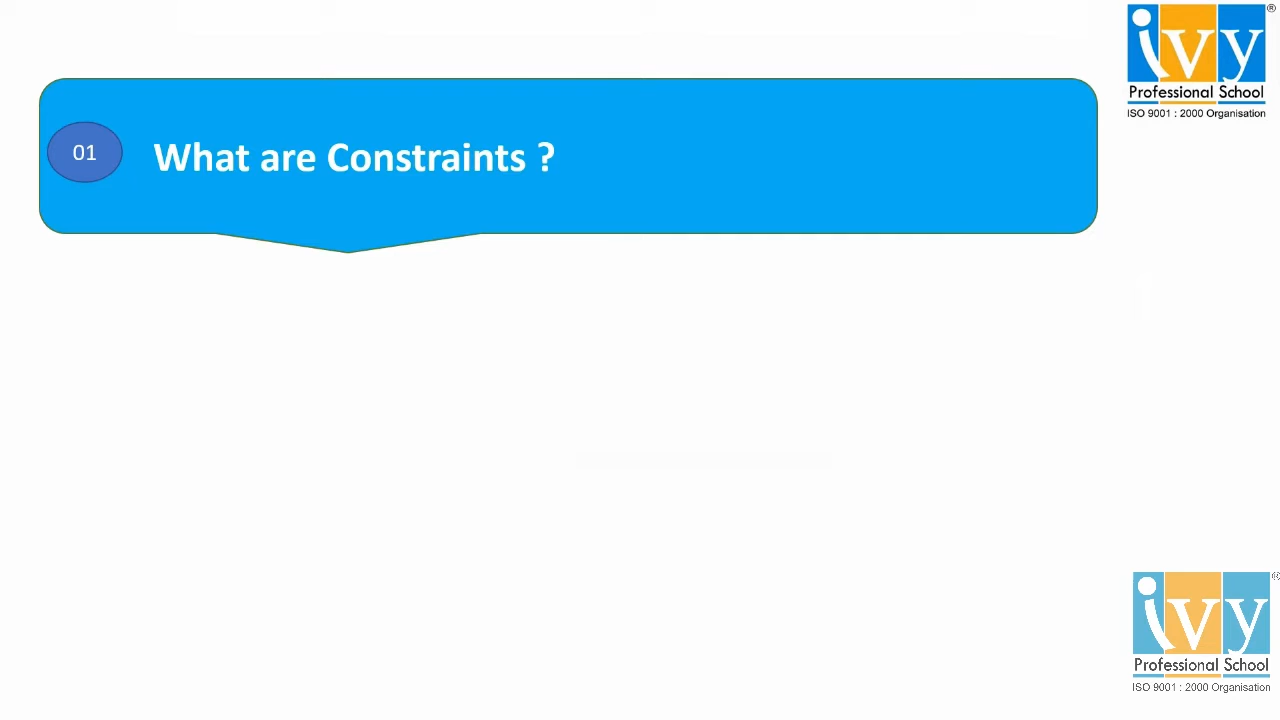 ivy
®
Professional School
ISO 9001 : 2000 Organisation
01
What are Constraints ?
ivy
®
Professional School
ISO 9001 : 2000 Organisation